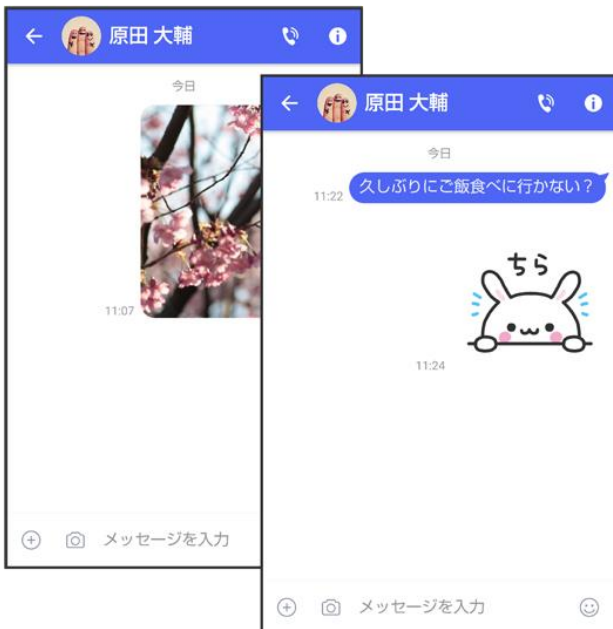 原田 大輔
今日
11:07
メッセージを入力
原田 大輔
今日
久しぶりにご飯食べに行かない？
11:22
ちら
11:24
メッセージを入力